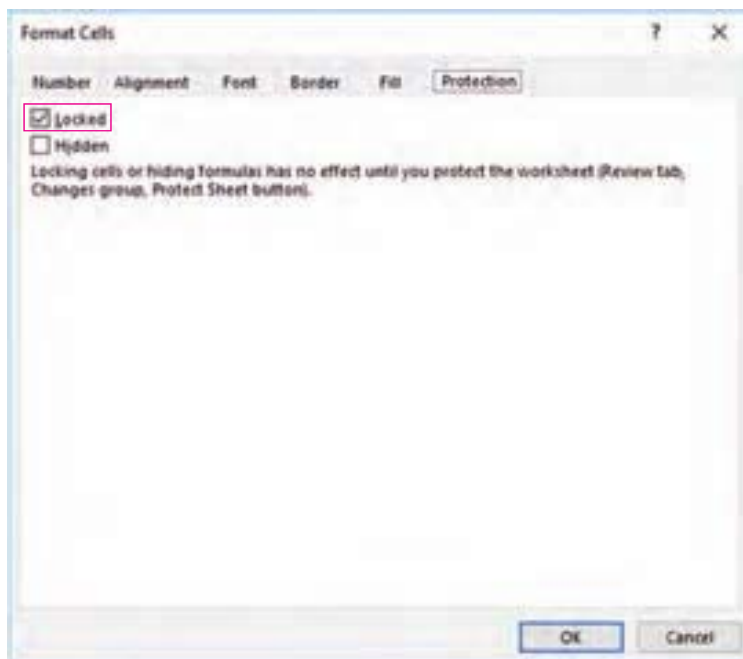 Format Cells ? ×
Number Alignment Font Border Fill Protection
Locked
Hidden
Locking cells or hiding formulas has no effect until you protect the worksheet (Review tab,
Changes group, Protect Sheet button).
OK Cancel